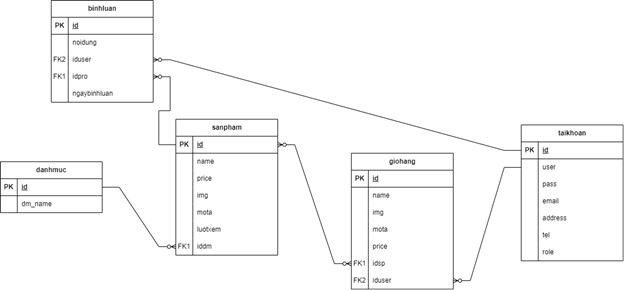 binhluan
PK id
noidung
FK2 iduser
FK1 idpro
ngaybinhluan
sanpham
PK id
name
price
img
mota
luotxem
FK1 iddm
danhmuc
PK id
dm_name
giohang
PK id
name
img
mota
price
FK1 idsp
FK2 iduser
taikhoan
PK id
user
pass
email
address
tel
role